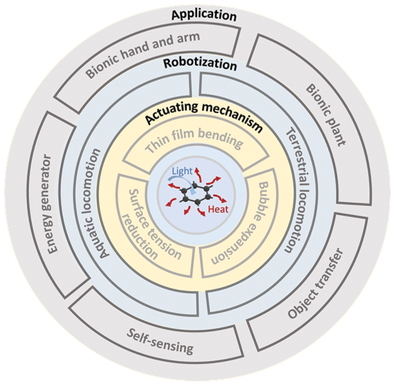 Application
Bionic hand and arm
Robotization
Bionic plant
Actuating mechanism
Thin film bending
Light
Heat
Energy generator
Aquatic locomotion
Surface tension
reduction
Bubble expansion
Terrestrial locomotion
Object transfer
Self-sensing